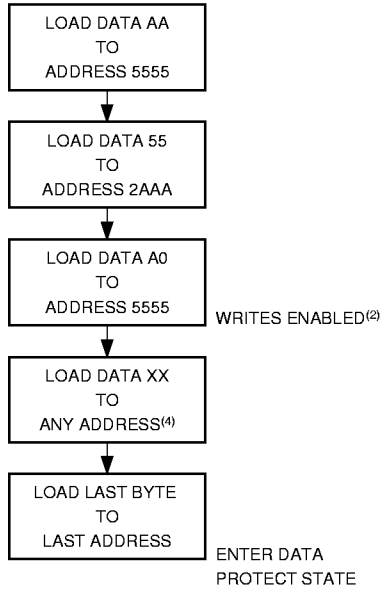 LOAD DATA AA
TO
ADDRESS 5555
LOAD DATA 55
TO
ADDRESS 2AAA
LOAD DATA A0
TO
ADDRESS 5555
WRITES ENABLED(2)
LOAD DATA XX
TO
ANY ADDRESS(4)
LOAD LAST BYTE
TO
LAST ADDRESS
ENTER DATA
PROTECT STATE